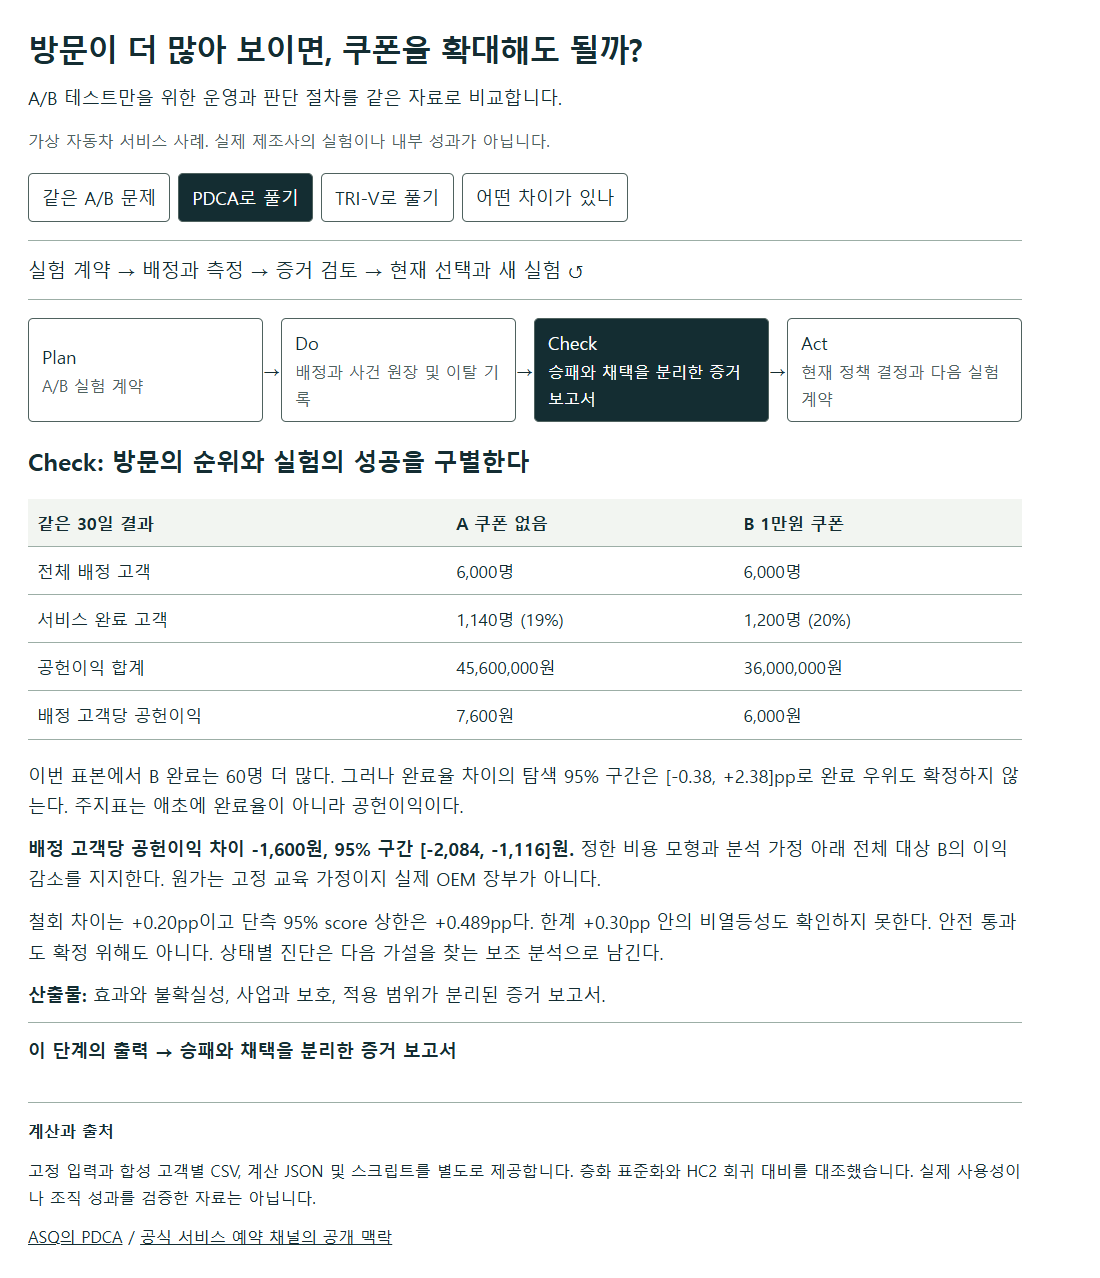 방문이 더 많아 보이면, 쿠폰을 확대해도 될까?
A/B 테스트만을 위한 운영과 판단 절차를 같은 자료로 비교합니다.
가상 자동차 서비스 사례. 실제 제조사의 실험이나 내부 성과가 아닙니다.
같은 A/B 문제 PDCA로 풀기 TRI-V로 풀기 어떤 차이가 있나
실험 계약 → 배정과 측정 → 증거 검토 → 현재 선택과 새 실험 ↺
Plan
A/B 실험 계약
→
Do
배정과 사건 원장 및 이탈 기
록
→
Check
승패와 채택을 분리한 증거
보고서
→
Act
현재 정책 결정과 다음 실험
계약
Check: 방문의 순위와 실험의 성공을 구별한다
같은 30일 결과 A 쿠폰 없음 B 1만원 쿠폰
전체 배정 고객 6,000명 6,000명
서비스 완료 고객 1,140명 (19%) 1,200명 (20%)
공헌이익 합계 45,600,000원 36,000,000원
배정 고객당 공헌이익 7,600원 6,000원
이번 표본에서 B 완료는 60명 더 많다. 그러나 완료율 차이의 탐색 95% 구간은 [-0.38, +2.38]pp로 완료 우위도 확정하지 않
는다. 주지표는 애초에 완료율이 아니라 공헌이익이다.
배정 고객당 공헌이익 차이 -1,600원, 95% 구간 [-2,084, -1,116]원. 정한 비용 모형과 분석 가정 아래 전체 대상 B의 이익
감소를 지지한다. 원가는 고정 교육 가정이지 실제 OEM 장부가 아니다.
철회 차이는 +0.20pp이고 단측 95% score 상한은 +0.489pp다. 한계 +0.30pp 안의 비열등성도 확인하지 못한다. 안전 통과
도 확정 위해도 아니다. 상태별 진단은 다음 가설을 찾는 보조 분석으로 남긴다.
산출물: 효과와 불확실성, 사업과 보호, 적용 범위가 분리된 증거 보고서.
이 단계의 출력 → 승패와 채택을 분리한 증거 보고서
계산과 출처
고정 입력과 합성 고객별 CSV, 계산 JSON 및 스크립트를 별도로 제공합니다. 층화 표준화와 HC2 회귀 대비를 대조했습니다. 실제 사용성이
나 조직 성과를 검증한 자료는 아닙니다.
ASQ의 PDCA / 공식 서비스 예약 채널의 공개 맥락